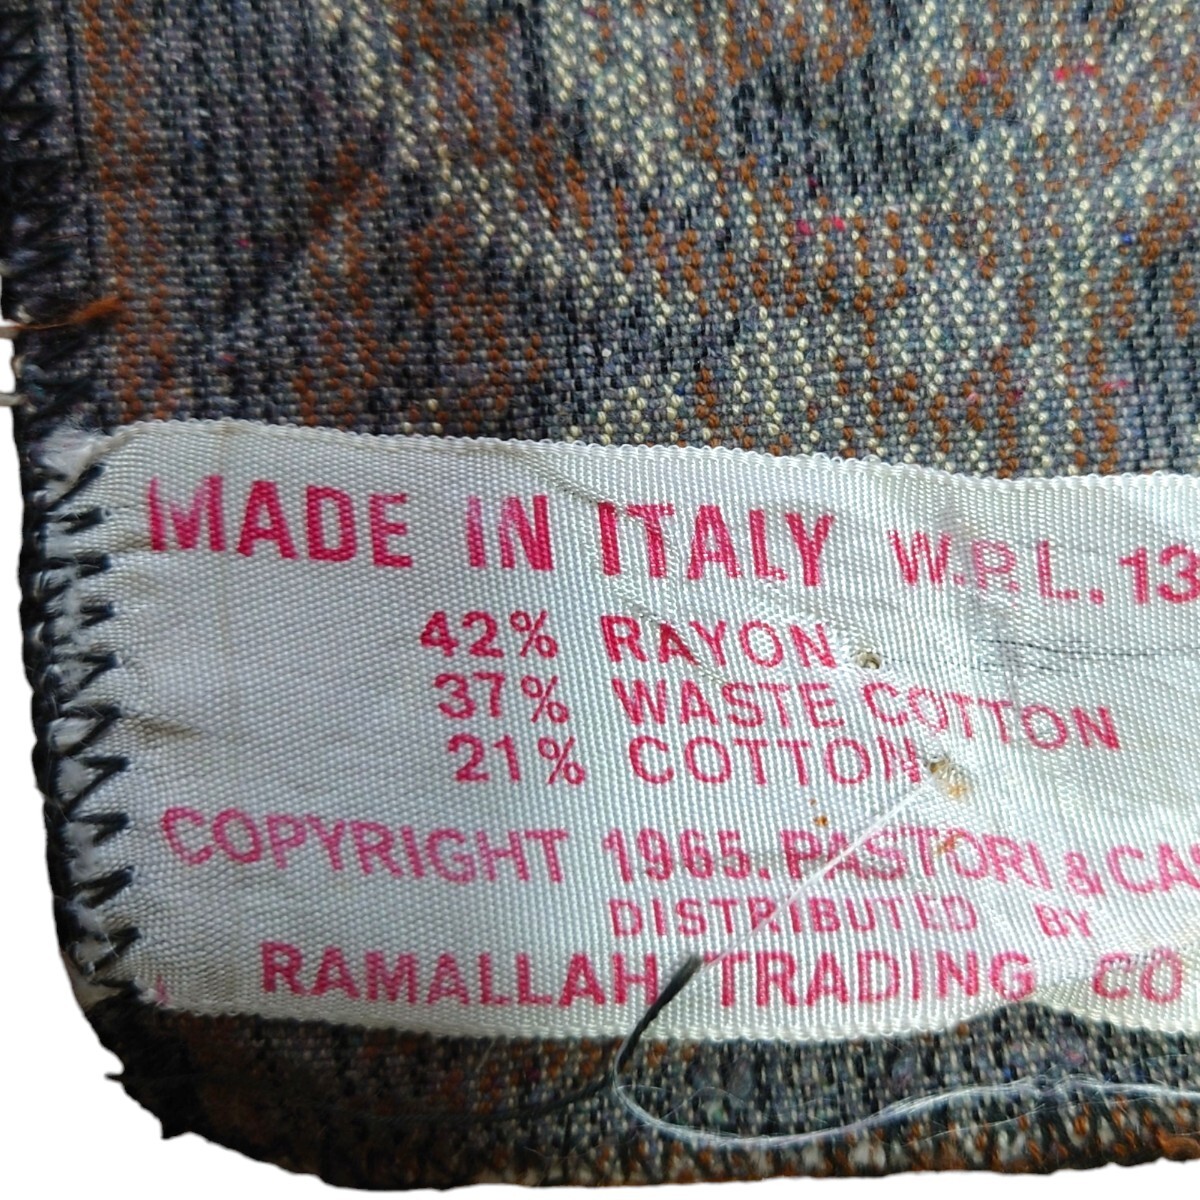 MADE IN ITALY W.P.L. 13
42% RAYON
37% WASTE COTTON
21% COTTON
COPYRIGHT 1965. PASTORI & CA
DISTRIBUTED BY
RAMALLAH TRADING CO